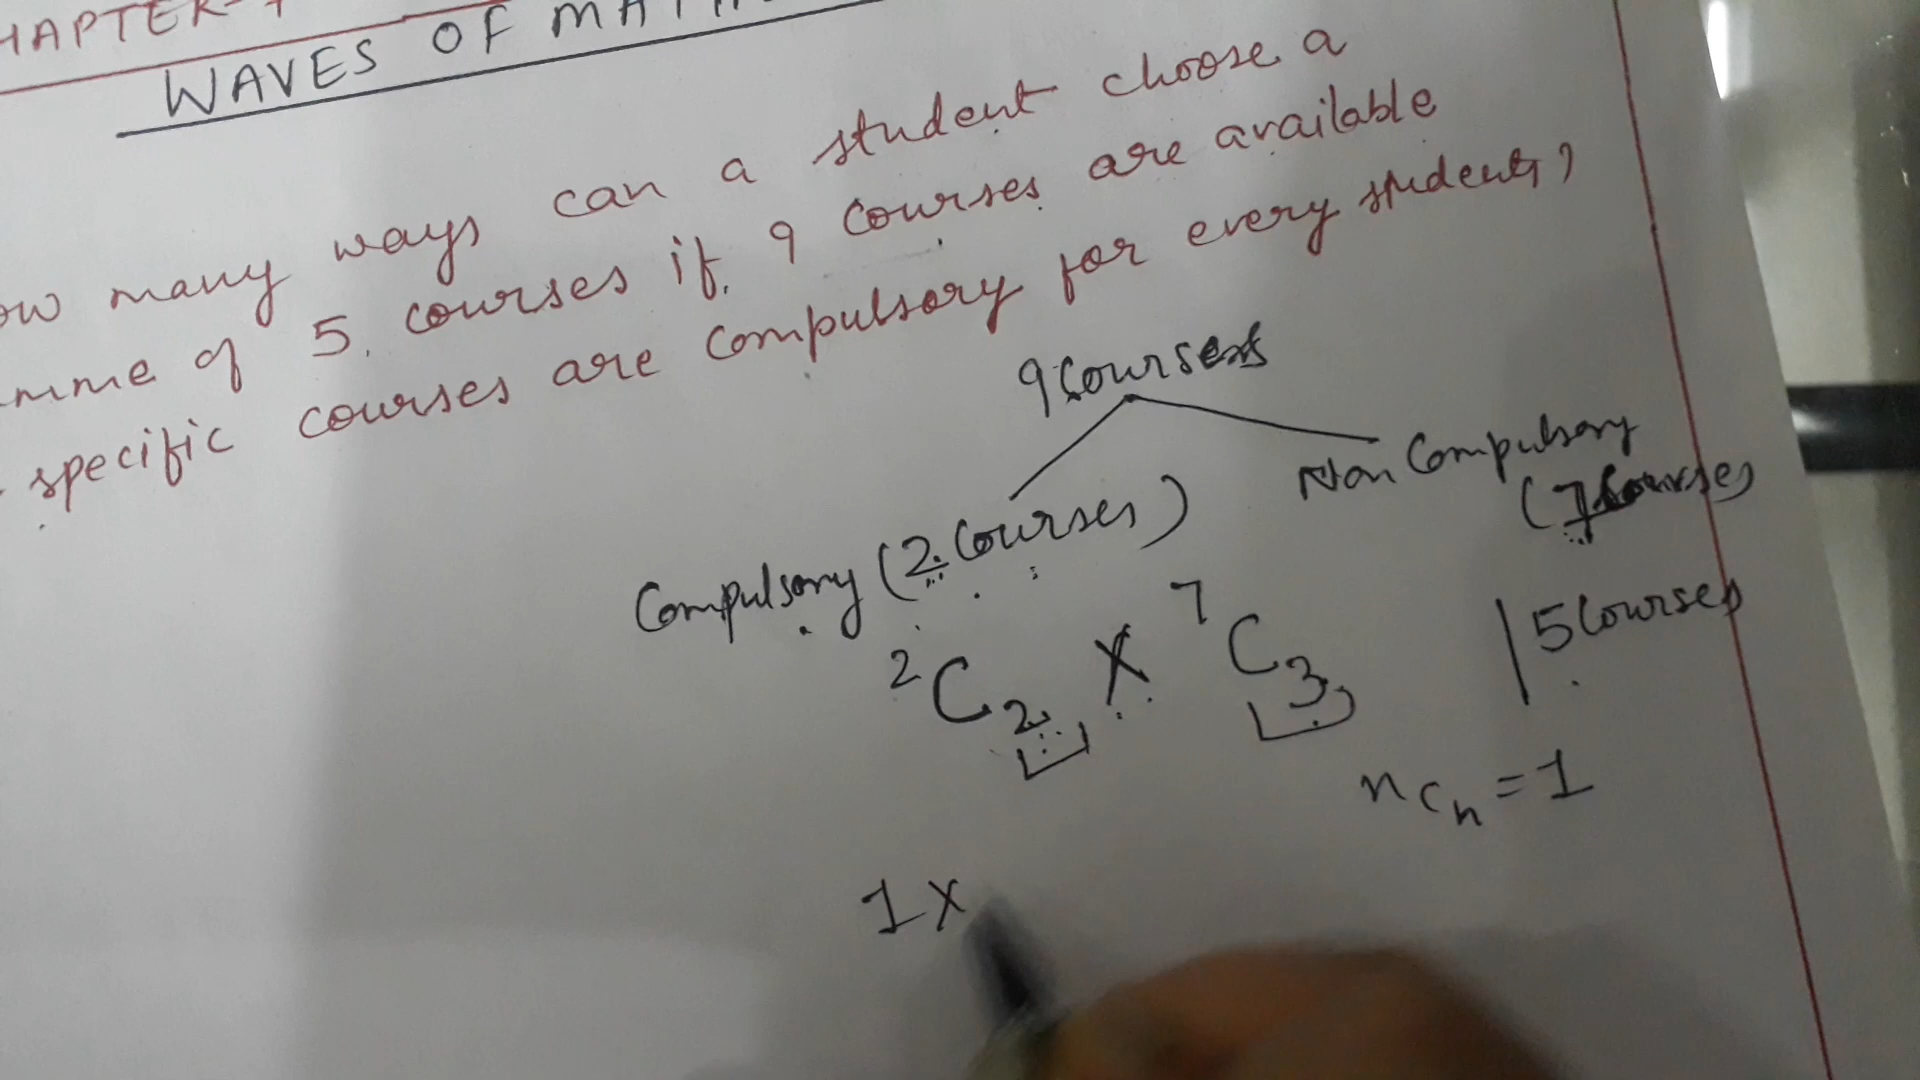 HAPTER-7
WAVES OF MATH
ow many ways can a student choose a
mme of 5 courses if 9 courses are available
specific courses are compulsory for every students?
9 Courses
Compulsory (2 Courses)
Non Compulsory
(7 Courses
²C₂ X ⁷C₃
5 Courses
nCn = 1
1 X